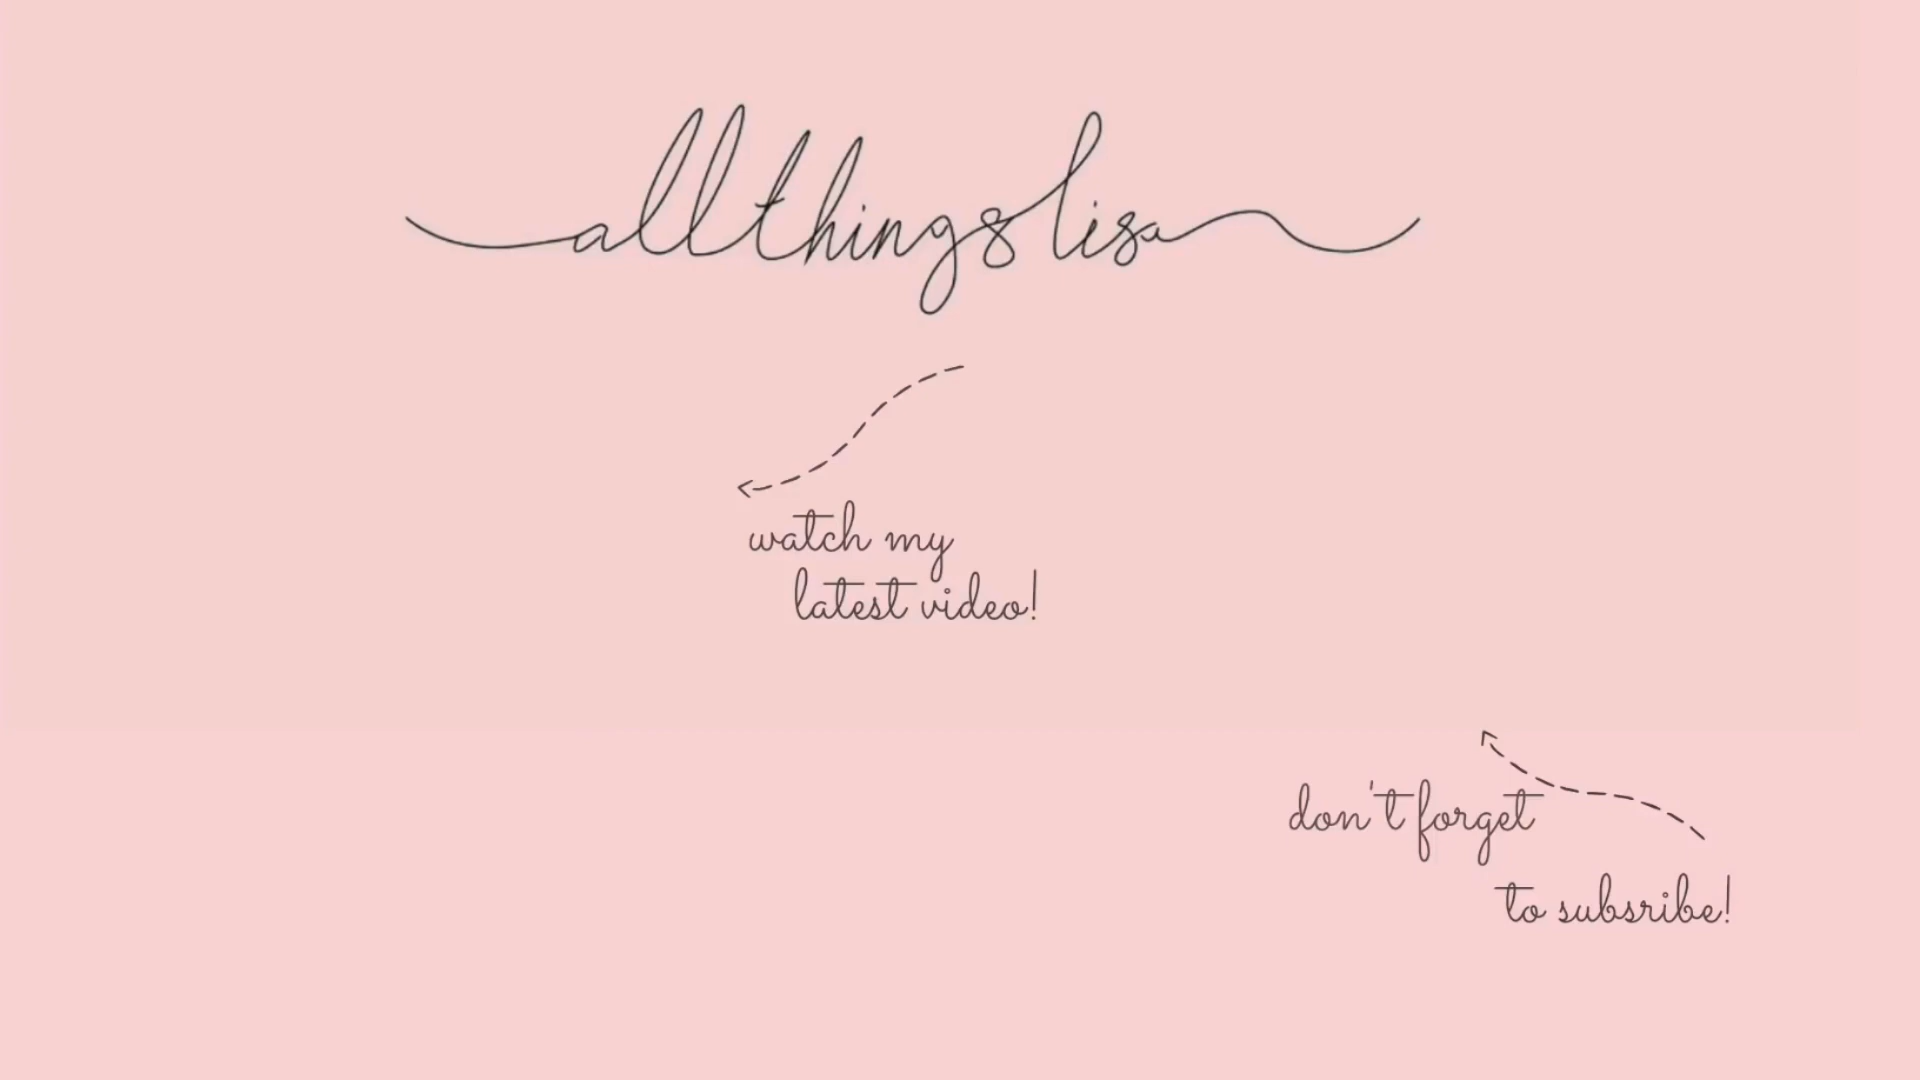 allthingslisa
watch my
latest video!
don't forget
to subsribe!